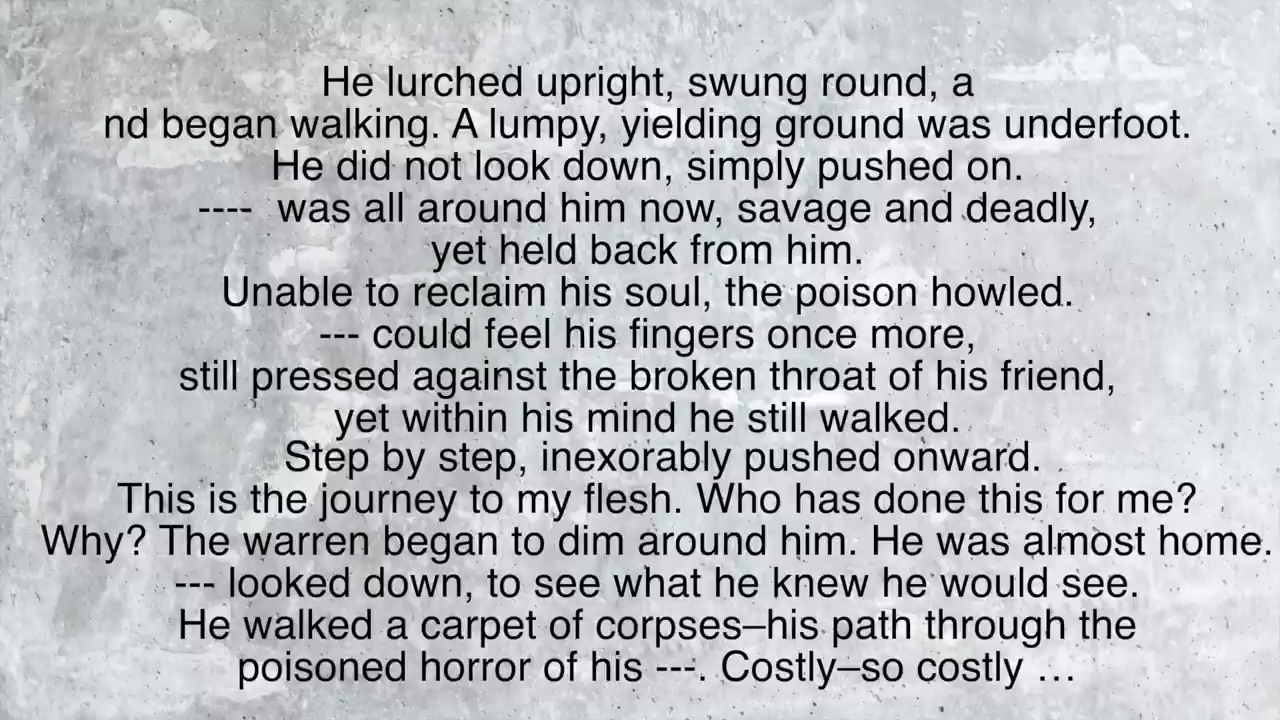 He lurched upright, swung round, a
nd began walking. A lumpy, yielding ground was underfoot.
He did not look down, simply pushed on.
---- was all around him now, savage and deadly,
yet held back from him.
Unable to reclaim his soul, the poison howled.
--- could feel his fingers once more,
still pressed against the broken throat of his friend,
yet within his mind he still walked.
Step by step, inexorably pushed onward.
This is the journey to my flesh. Who has done this for me?
Why? The warren began to dim around him. He was almost home.
--- looked down, to see what he knew he would see.
He walked a carpet of corpses–his path through the
poisoned horror of his ---. Costly–so costly …